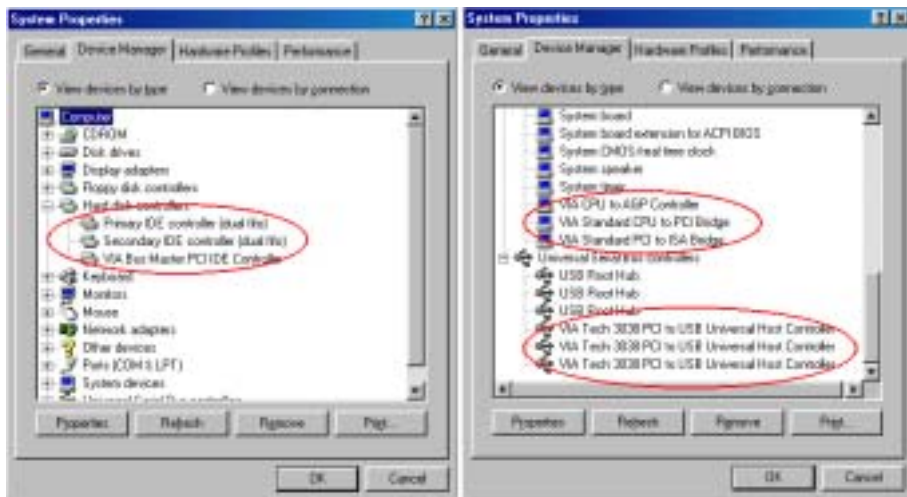 System Properties
General Device Manager Hardware Profiles Performance
View devices by type View devices by connection
Computer
CDROM
Disk drives
Display adapters
Floppy disk controllers
Hard disk controllers
Primary IDE controller (dual fifo)
Secondary IDE controller (dual fifo)
VIA Bus Master PCI IDE Controller
Keyboard
Monitors
Mouse
Network adapters
Other devices
Ports (COM & LPT)
System devices
Universal Serial Bus controllers
Properties Refresh Remove Print...
OK Cancel
System Properties
General Device Manager Hardware Profiles Performance
View devices by type View devices by connection
System board
System board extension for ACPI BIOS
System CMOS/real time clock
System speaker
System timer
VIA CPU to AGP Controller
VIA Standard CPU to PCI Bridge
VIA Standard PCI to ISA Bridge
Universal Serial Bus controllers
USB Root Hub
USB Root Hub
USB Root Hub
VIA Tech 3038 PCI to USB Universal Host Controller
VIA Tech 3038 PCI to USB Universal Host Controller
VIA Tech 3038 PCI to USB Universal Host Controller
Properties Refresh Remove Print...
OK Cancel